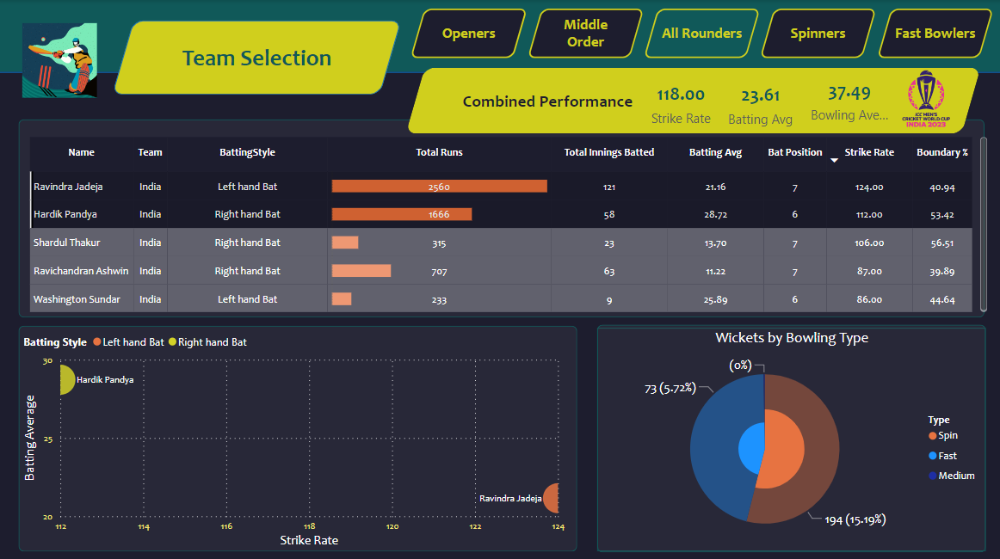 Team Selection
Openers
Middle
Order
All Rounders
Spinners
Fast Bowlers
Combined Performance
118.00
Strike Rate
23.61
Batting Avg
37.49
Bowling Ave...
ICC MEN'S
CRICKET WORLD CUP
INDIA 2023
Name Team BattingStyle Total Runs Total Innings Batted Batting Avg Bat Position Strike Rate Boundary %
Ravindra Jadeja India Left hand Bat 2560 121 21.16 7 124.00 40.94
Hardik Pandya India Right hand Bat 1666 58 28.72 6 112.00 53.42
Shardul Thakur India Right hand Bat 315 23 13.70 7 106.00 56.51
Ravichandran Ashwin India Right hand Bat 707 63 11.22 7 87.00 39.89
Washington Sundar India Left hand Bat 233 9 25.89 6 86.00 44.64
Batting Style Left hand Bat Right hand Bat
30
25
20
Batting Average
Hardik Pandya
Ravindra Jadeja
112 114 116 118 120 122 124
Strike Rate
Wickets by Bowling Type
(0%)
73 (5.72%)
194 (15.19%)
Type
Spin
Fast
Medium